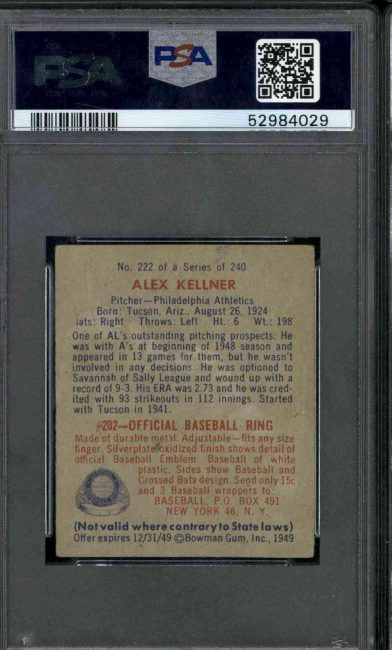 PSA
PSA
52984029
No. 222 of a Series of 240
ALEX KELLNER
Pitcher—Philadelphia Athletics
Born: Tucson, Ariz., August 26, 1924
ats: Right Throws: Left Ht.: 6 Wt.: 198
One of AL's outstanding pitching prospects. He
was with A's at beginning of 1948 season and
appeared in 13 games for them, but he wasn't
involved in any decisions. He was optioned to
Savannah of Sally League and wound up with a
record of 9-3. His ERA was 2.73 and he was cred-
ited with 93 strikeouts in 112 innings. Started
with Tucson in 1941.
#202—OFFICIAL BASEBALL RING
Made of durable metal. Adjustable—fits any size
finger. Silverplate oxidized finish shows detail of
official Baseball Emblem. Baseball is of white
plastic. Sides show Baseball and
Crossed Bats design. Send only 15c
and 3 Baseball wrappers to:
BASEBALL, P.O. BOX 491
NEW YORK 46, N. Y.
(Not valid where contrary to State laws)
Offer expires 12/31/49 ©Bowman Gum, Inc., 1949